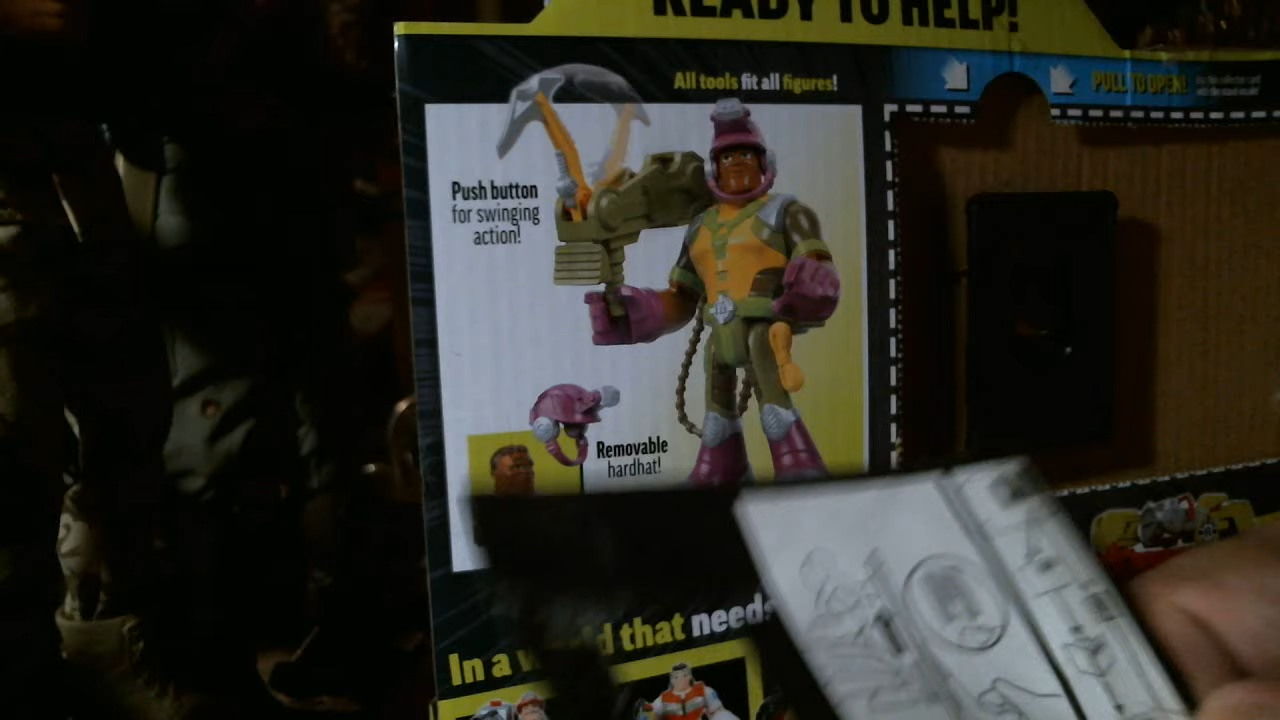 READY TO HELP!
All tools fit all figures!
PULL TO OPEN!
Push button
for swinging
action!
Removable
hardhat!
In a
that needs